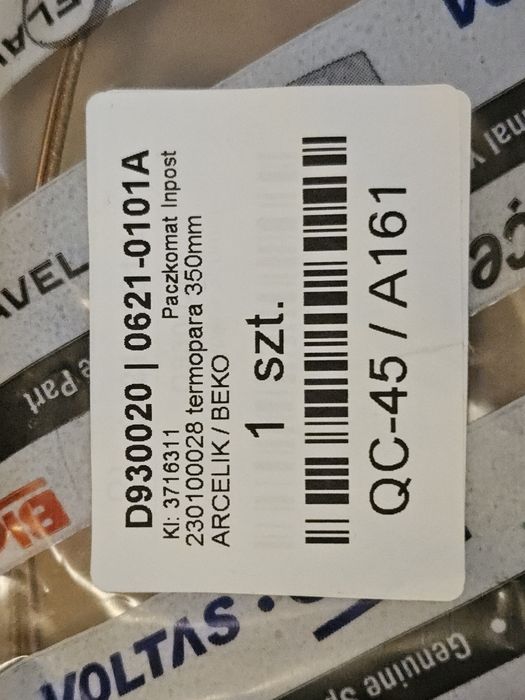 D930020 | 0621-0101A
Kl: 3716311 Paczkomat Inpost
230100028 termopara 350mm
ARCELIK / BEKO
1 szt.
QC-45 / A161
VOLTAS
Genuine
Part